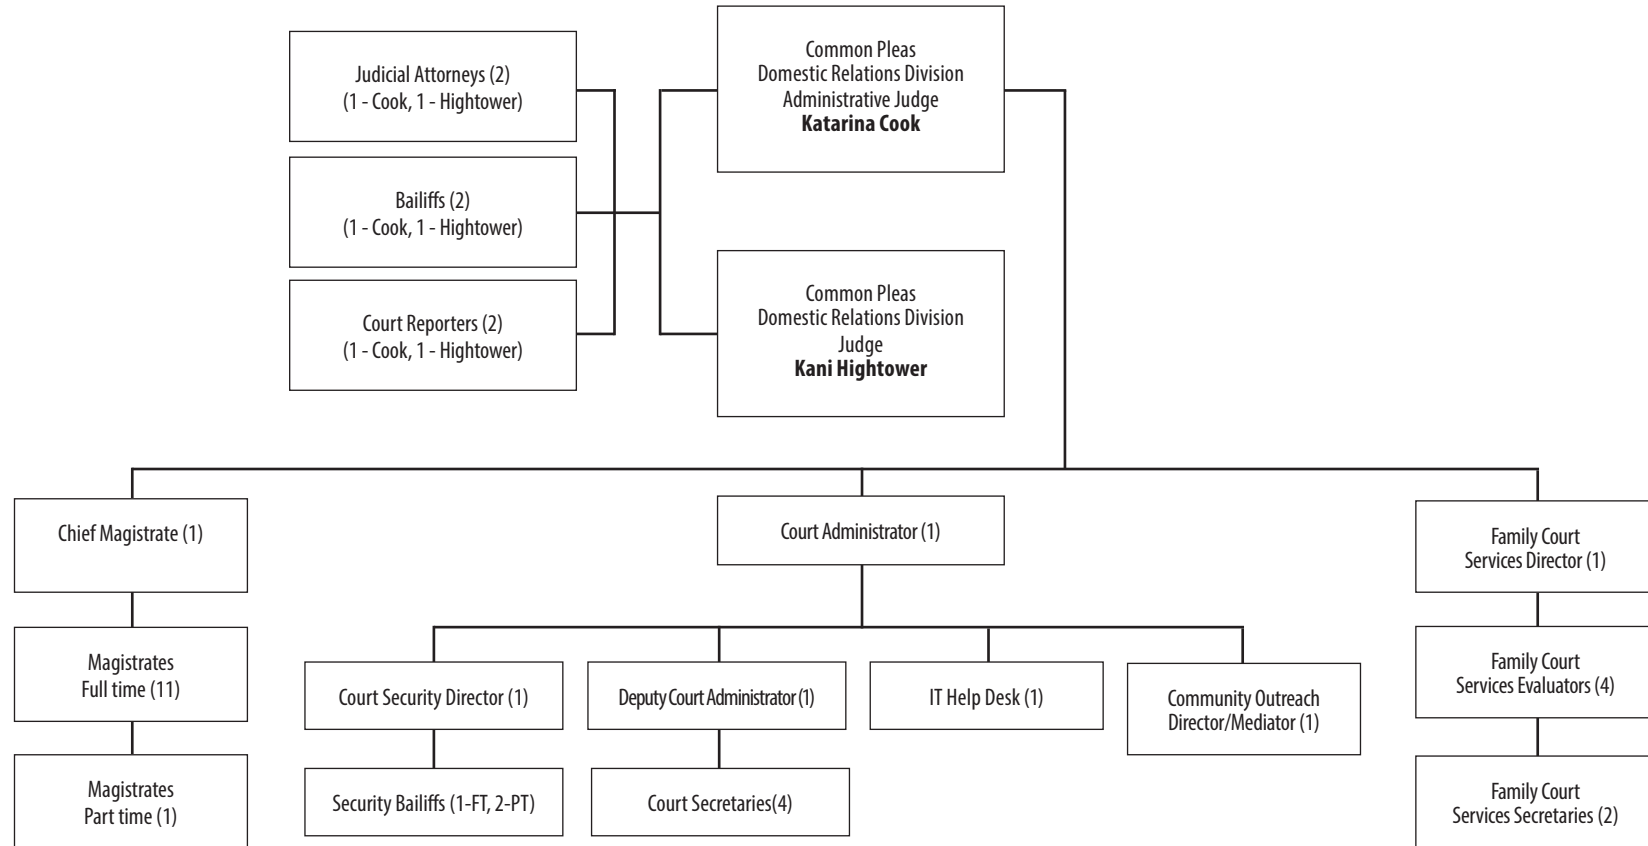 Judicial Attorneys (2)
(1 - Cook, 1 - Hightower)
Bailiffs (2)
(1 - Cook, 1 - Hightower)
Court Reporters (2)
(1 - Cook, 1 - Hightower)
Common Pleas
Domestic Relations Division
Administrative Judge
Katarina Cook
Common Pleas
Domestic Relations Division
Judge
Kani Hightower
Chief Magistrate (1)
Magistrates
Full time (11)
Magistrates
Part time (1)
Court Administrator (1)
Court Security Director (1)
Security Bailiffs (1-FT, 2-PT)
Deputy Court Administrator (1)
Court Secretaries(4)
IT Help Desk (1)
Community Outreach
Director/Mediator (1)
Family Court
Services Director (1)
Family Court
Services Evaluators (4)
Family Court
Services Secretaries (2)